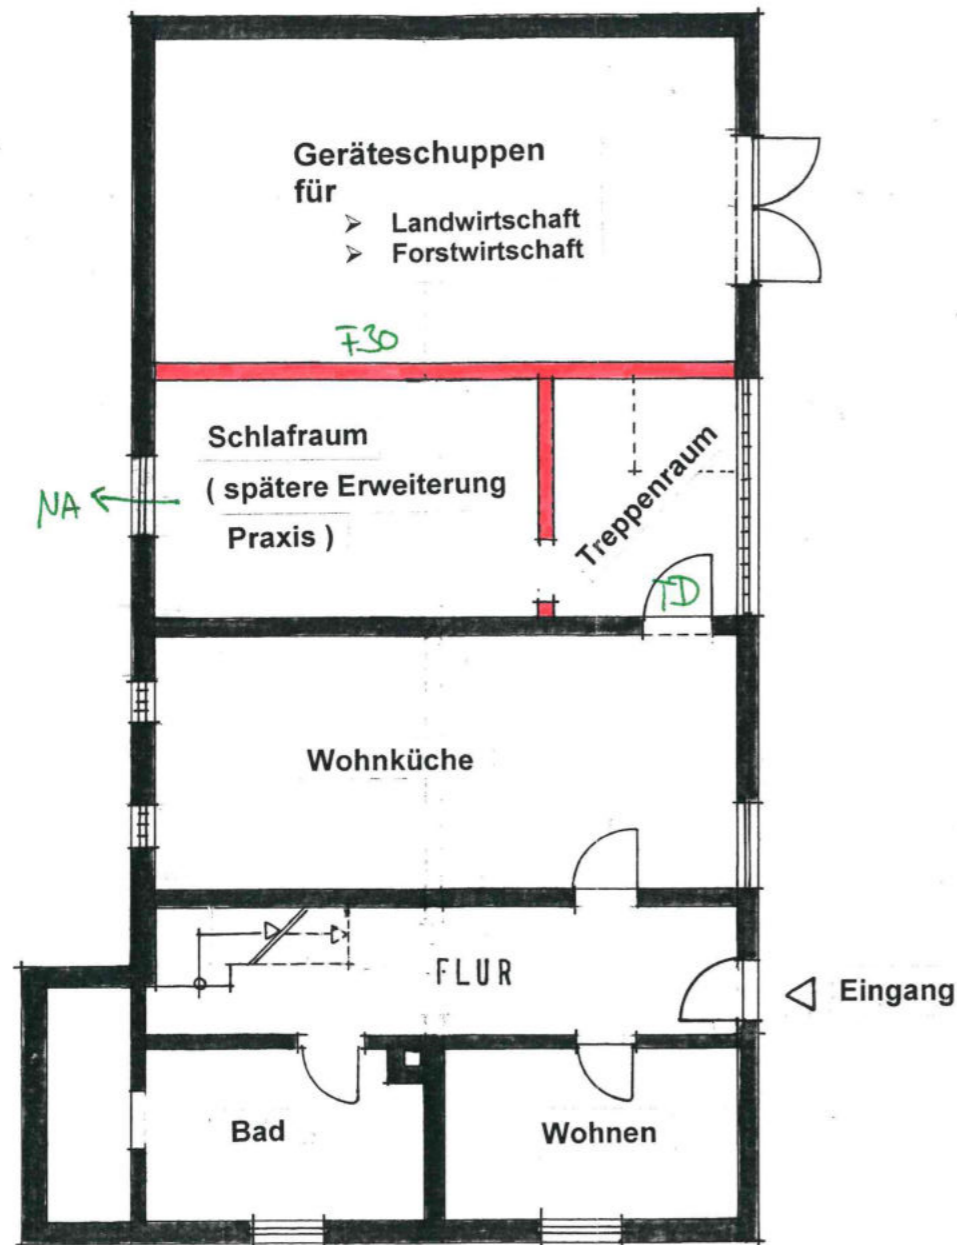 Geräteschuppen
für
➢ Landwirtschaft
➢ Forstwirtschaft
F30
Schlafraum
( spätere Erweiterung
Praxis )
NA
Treppenraum
TD
Wohnküche
FLUR
Eingang
Bad
Wohnen